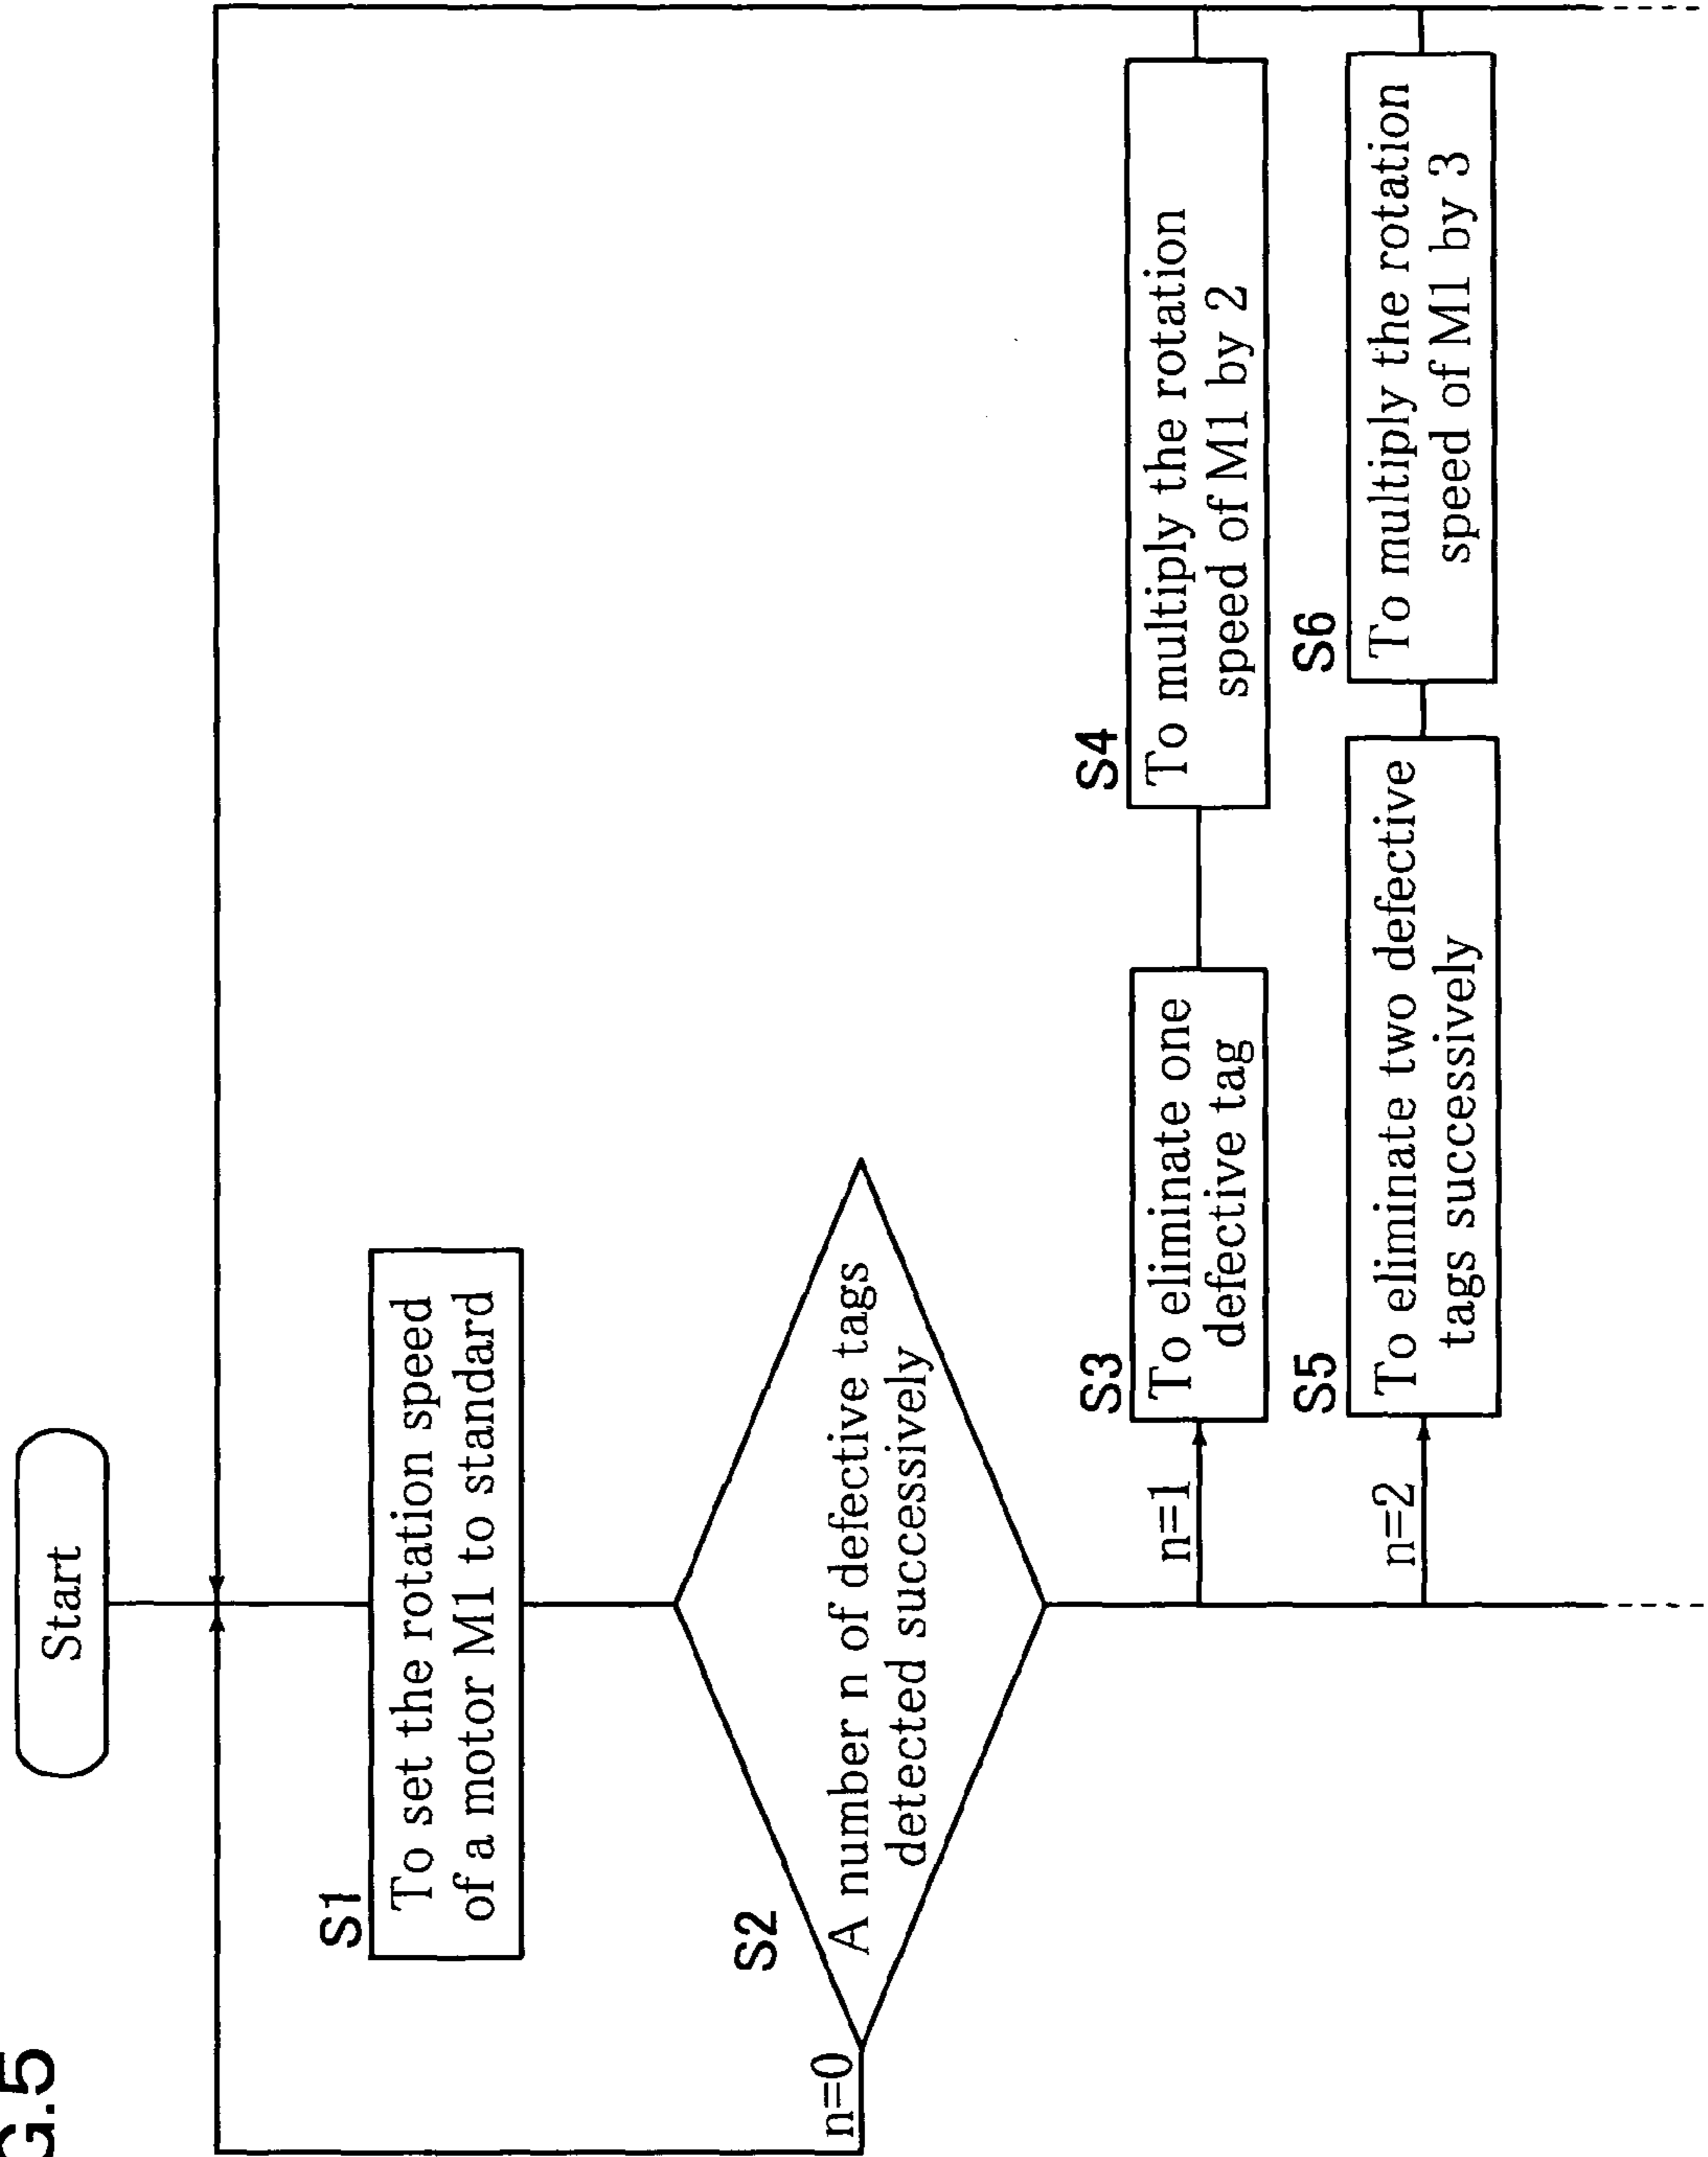 G.5
Start
S1
To set the rotation speed
of a motor M1 to standard
S2
A number n of defective tags
detected successively
n=0
n=1
S3
To eliminate one
defective tag
S4
To multiply the rotation
speed of M1 by 2
n=2
S5
To eliminate two defective
tags successively
S6
To multiply the rotation
speed of M1 by 3